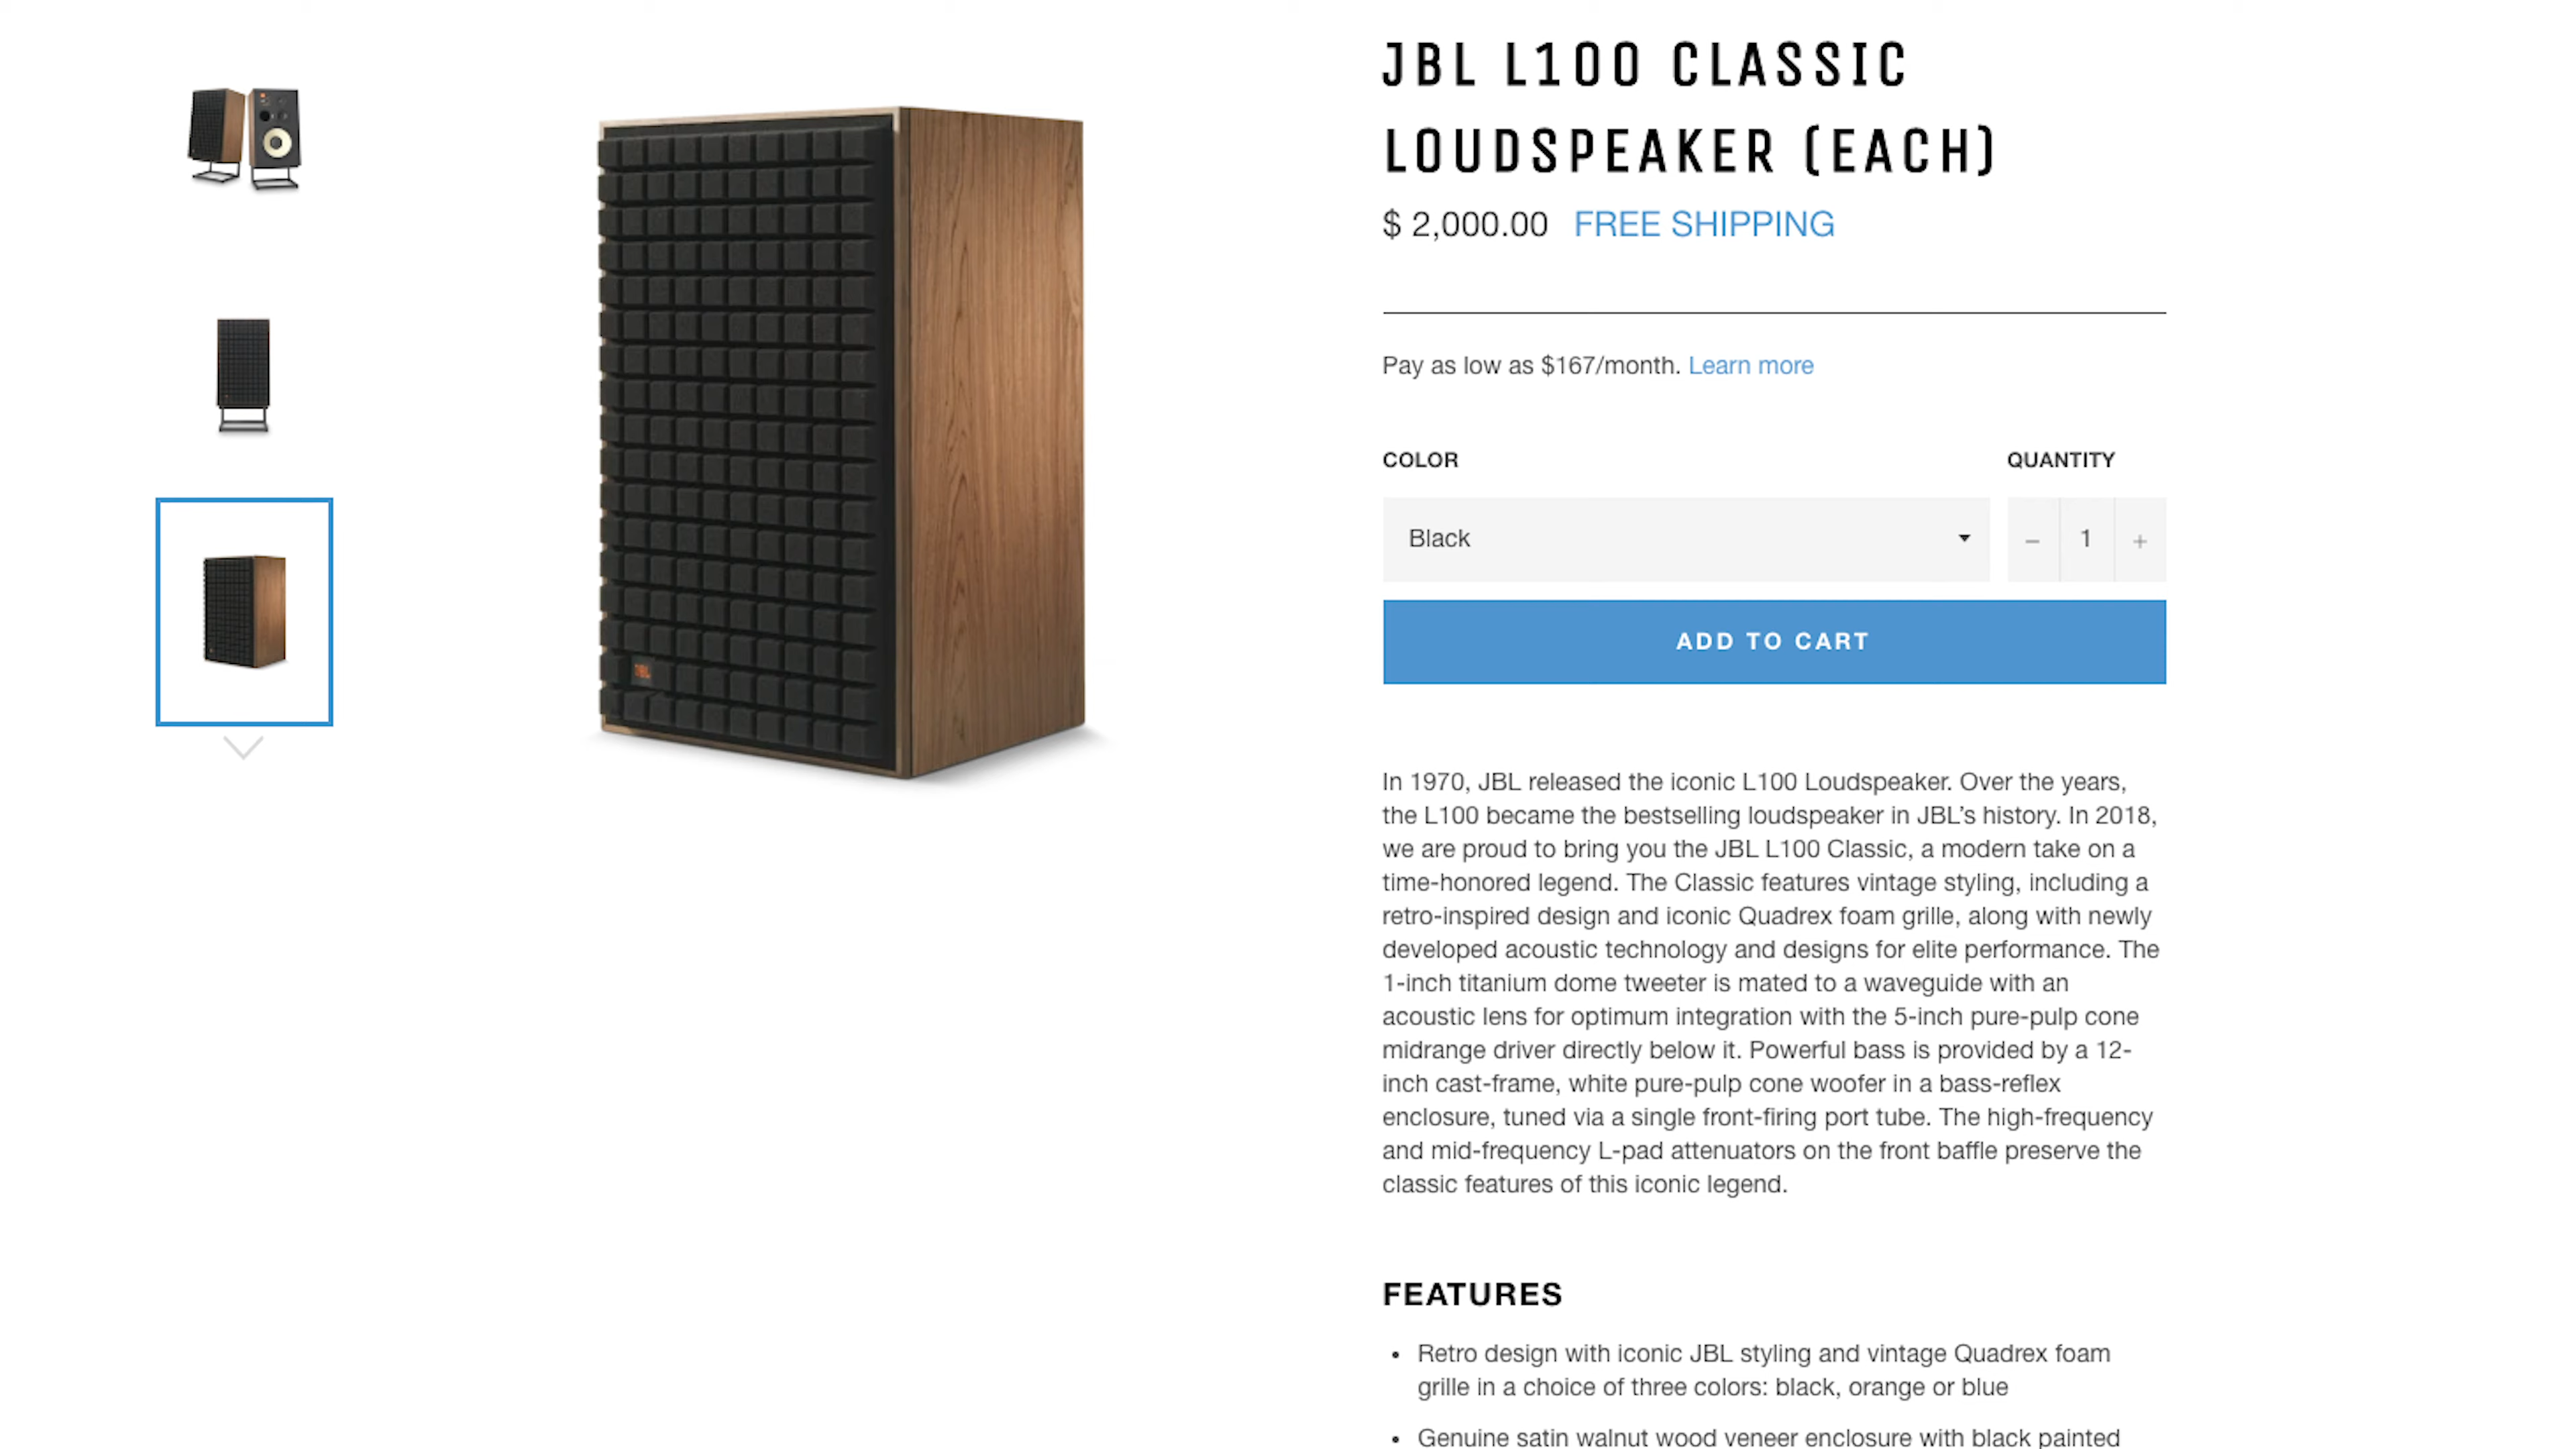 JBL L100 CLASSIC
LOUDSPEAKER (EACH)
$ 2,000.00 FREE SHIPPING
Pay as low as $167/month. Learn more
COLOR QUANTITY
Black − 1 +
ADD TO CART
JBL
In 1970, JBL released the iconic L100 Loudspeaker. Over the years,
the L100 became the bestselling loudspeaker in JBL’s history. In 2018,
we are proud to bring you the JBL L100 Classic, a modern take on a
time-honored legend. The Classic features vintage styling, including a
retro-inspired design and iconic Quadrex foam grille, along with newly
developed acoustic technology and designs for elite performance. The
1-inch titanium dome tweeter is mated to a waveguide with an
acoustic lens for optimum integration with the 5-inch pure-pulp cone
midrange driver directly below it. Powerful bass is provided by a 12-
inch cast-frame, white pure-pulp cone woofer in a bass-reflex
enclosure, tuned via a single front-firing port tube. The high-frequency
and mid-frequency L-pad attenuators on the front baffle preserve the
classic features of this iconic legend.
FEATURES
• Retro design with iconic JBL styling and vintage Quadrex foam
grille in a choice of three colors: black, orange or blue
• Genuine satin walnut wood veneer enclosure with black painted